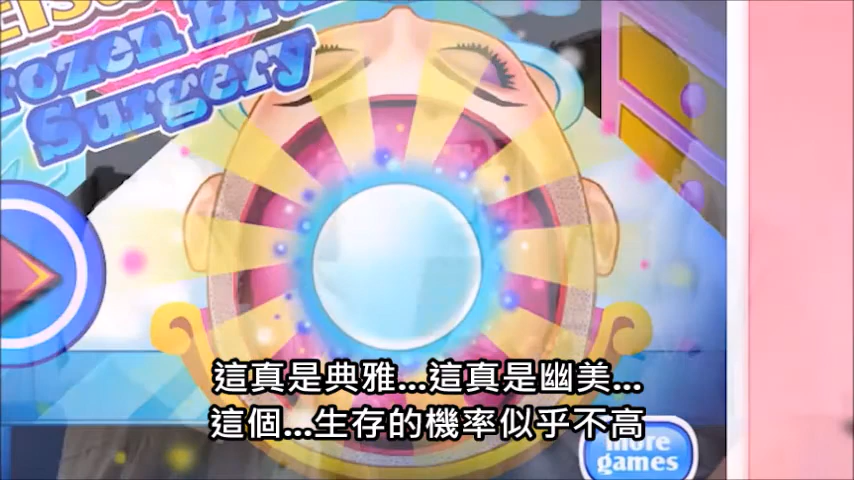 Frozen Brain
Surgery
這真是典雅...這真是幽美...
這個...生存的機率似乎不高
more
games